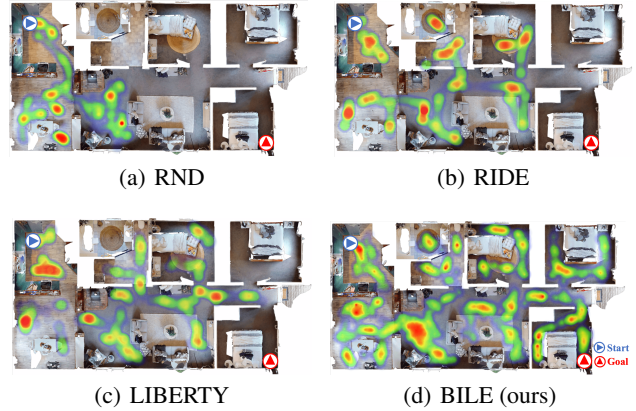 (a) RND
(b) RIDE
Start
Goal
(c) LIBERTY
(d) BILE (ours)